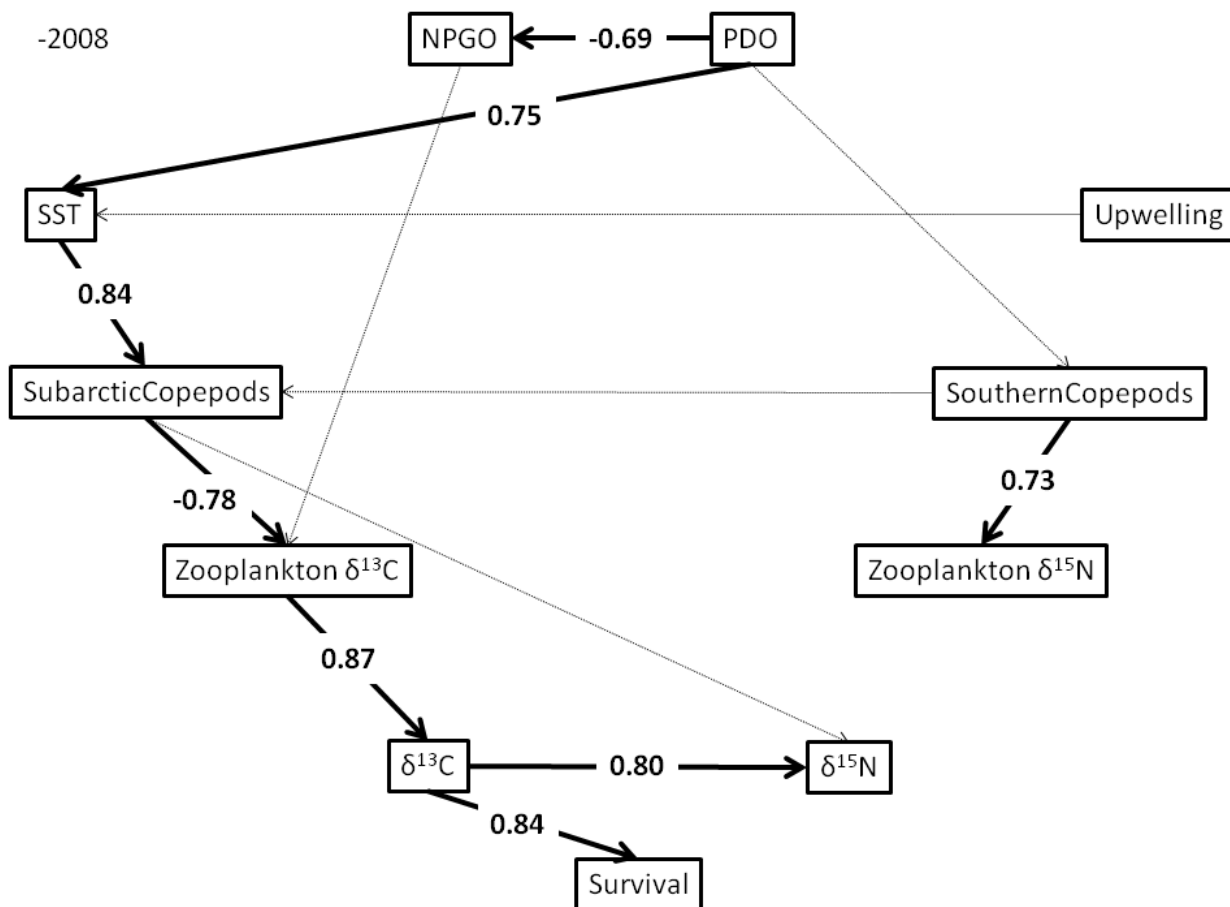 -2008
NPGO
-0.69
PDO
0.75
SST
Upwelling
0.84
SubarcticCopepods
SouthernCopepods
-0.78
0.73
Zooplankton δ¹³C
Zooplankton δ¹⁵N
0.87
δ¹³C
0.80
δ¹⁵N
0.84
Survival